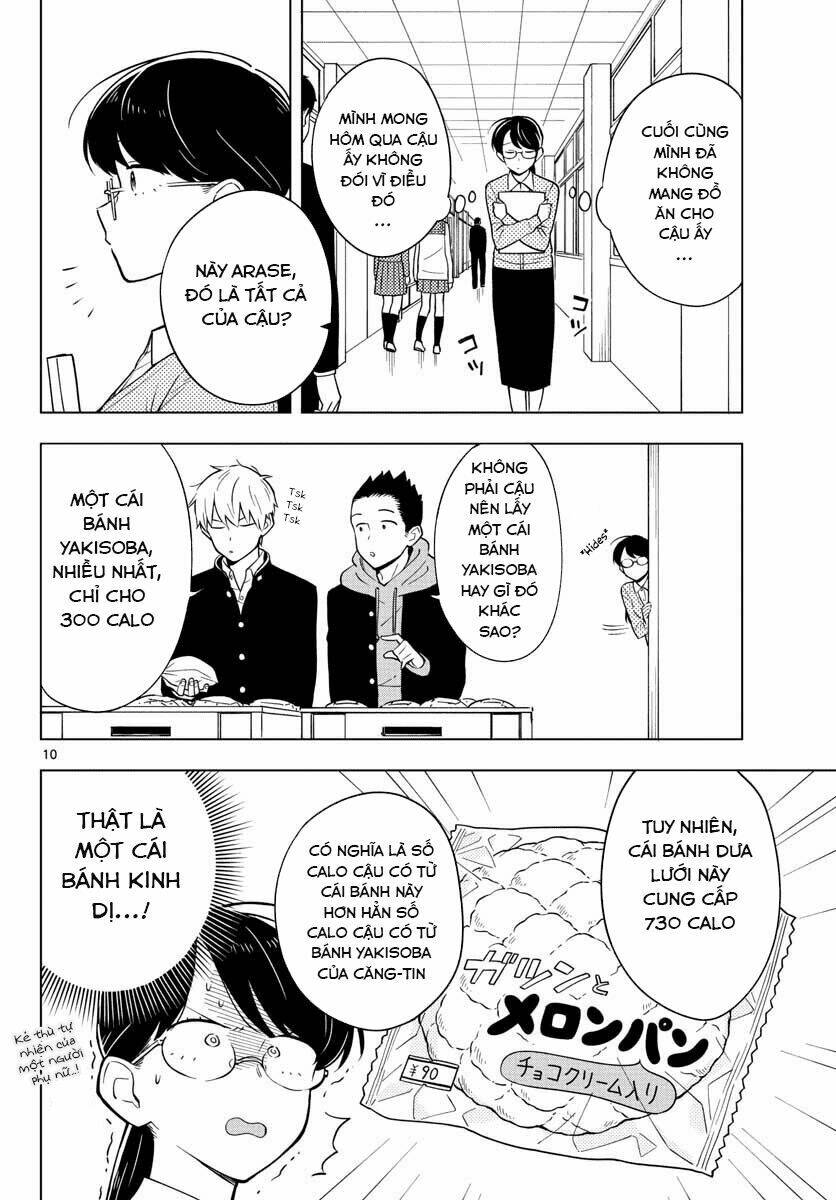 CUỐI CÙNG
MÌNH ĐÃ
KHÔNG
MANG ĐỒ
ĂN CHO
CẬU ẤY
...
MÌNH MONG
HÔM QUA CẬU
ẤY KHÔNG
ĐÓI VÌ ĐIỀU
ĐÓ
...
コッ
コッ
NÀY ARASE,
ĐÓ LÀ TẤT CẢ
CỦA CẬU?
*Hides*
KHÔNG
PHẢI CẬU
NÊN LẤY
MỘT CÁI
BÁNH
YAKISOBA
HAY GÌ ĐÓ
KHÁC
SAO?
Tsk
Tsk
Tsk
MỘT CÁI
BÁNH
YAKISOBA,
NHIỀU NHẤT,
CHỈ CHO
300 CALO
10
TUY NHIÊN,
CÁI BÁNH DƯA
LƯỚI NÀY
CUNG CẤP
730 CALO
CÓ NGHĨA LÀ SỐ
CALO CẬU CÓ TỪ
CÁI BÁNH NÀY
HƠN HẲN SỐ
CALO CẬU CÓ TỪ
BÁNH YAKISOBA
CỦA CĂNG-TIN
ガツンと
メロンパン
チョコクリーム入り
¥90
THẬT LÀ
MỘT CÁI
BÁNH KINH
DỊ...!
Kẻ thù tự
nhiên của
một người
phụ nữ..!